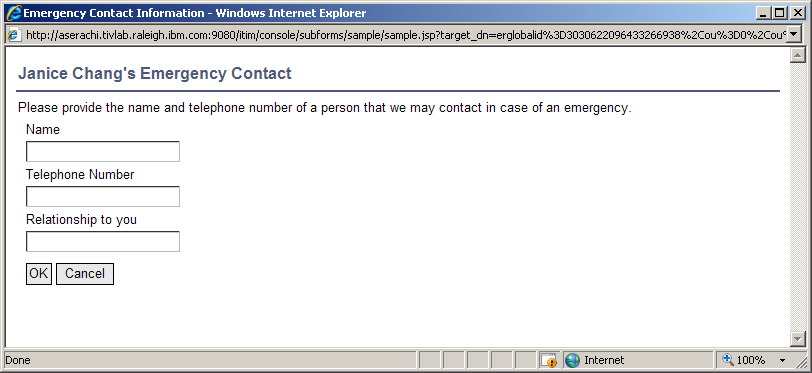 Emergency Contact Information - Windows Internet Explorer
http://aserachi.tivlab.raleigh.ibm.com:9080/itim/console/subforms/sample/sample.jsp?target_dn=erglobalid%3D3030622096433266938%2Cou%3D0%2Cou%
Janice Chang's Emergency Contact
Please provide the name and telephone number of a person that we may contact in case of an emergency.
Name
Telephone Number
Relationship to you
OK Cancel
Done Internet 100%